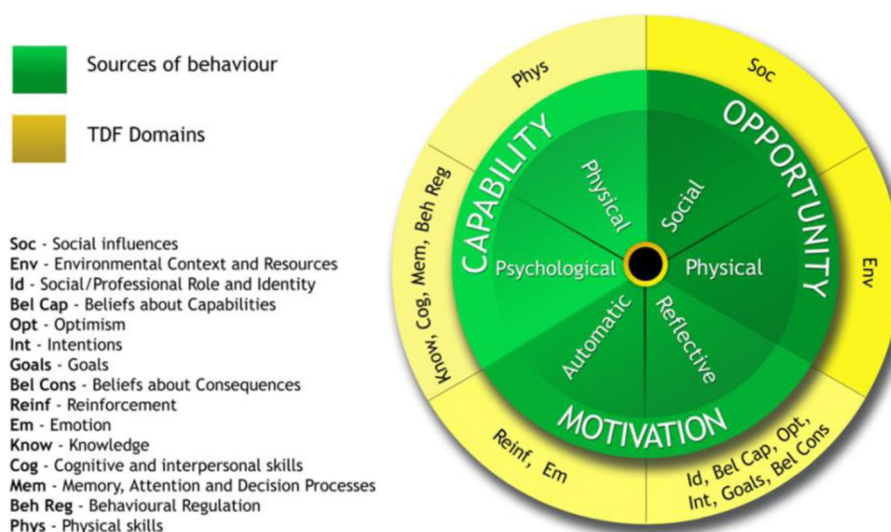 Sources of behaviour
TDF Domains
Soc - Social influences
Env - Environmental Context and Resources
Id - Social/Professional Role and Identity
Bel Cap - Beliefs about Capabilities
Opt - Optimism
Int - Intentions
Goals - Goals
Bel Cons - Beliefs about Consequences
Reinf - Reinforcement
Em - Emotion
Know - Knowledge
Cog - Cognitive and interpersonal skills
Mem - Memory, Attention and Decision Processes
Beh Reg - Behavioural Regulation
Phys - Physical skills
Phys
Soc
Know, Cog, Mem, Beh Reg
Env
CAPABILITY
OPPORTUNITY
Physical
Social
Psychological
Physical
Automatic
Reflective
MOTIVATION
Reinf, Em
Id, Bel Cap, Opt,
Int, Goals, Bel Cons